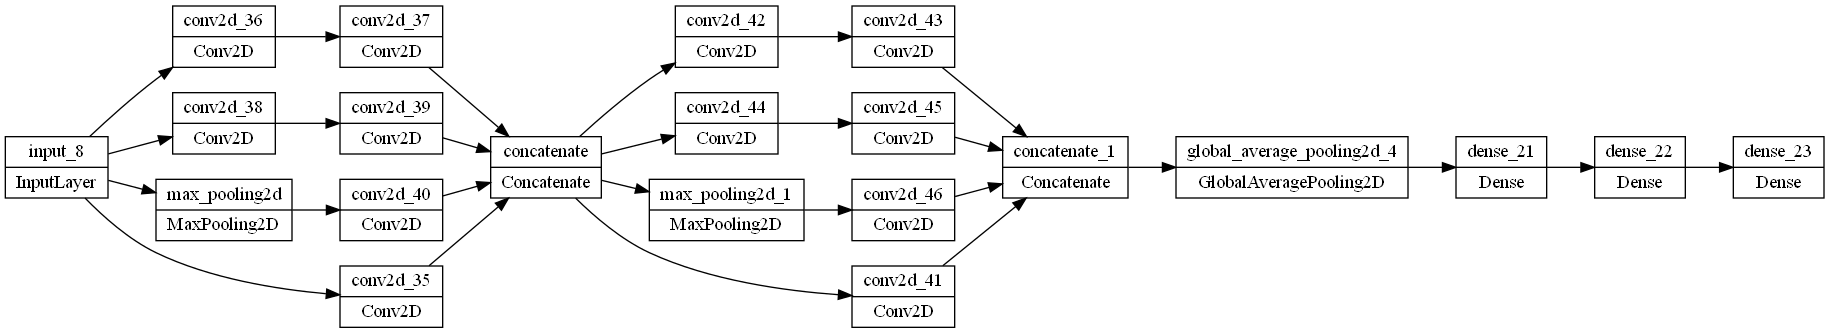 conv2d_36
Conv2D
conv2d_37
Conv2D
conv2d_42
Conv2D
conv2d_43
Conv2D
conv2d_38
Conv2D
conv2d_39
Conv2D
conv2d_44
Conv2D
conv2d_45
Conv2D
input_8
InputLayer
concatenate
Concatenate
concatenate_1
Concatenate
global_average_pooling2d_4
GlobalAveragePooling2D
dense_21
Dense
dense_22
Dense
dense_23
Dense
max_pooling2d
MaxPooling2D
conv2d_40
Conv2D
max_pooling2d_1
MaxPooling2D
conv2d_46
Conv2D
conv2d_35
Conv2D
conv2d_41
Conv2D